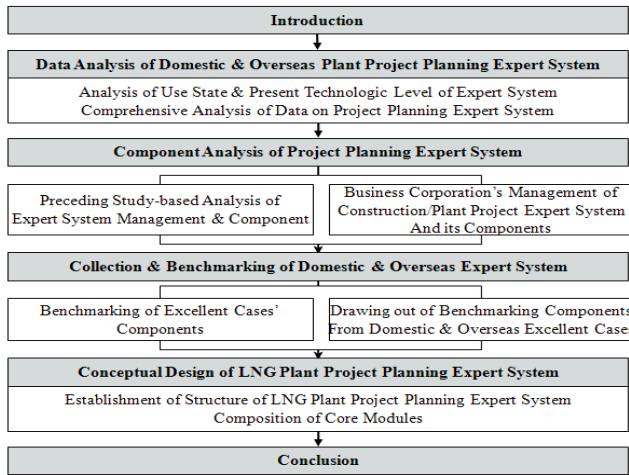 Introduction
Data Analysis of Domestic & Overseas Plant Project Planning Expert System
Analysis of Use State & Present Technologic Level of Expert System
Comprehensive Analysis of Data on Project Planning Expert System
Component Analysis of Project Planning Expert System
Preceding Study-based Analysis of
Expert System Management & Component
Business Corporation's Management of
Construction/Plant Project Expert System
And its Components
Collection & Benchmarking of Domestic & Overseas Expert System
Benchmarking of Excellent Cases'
Components
Drawing out of Benchmarking Components
From Domestic & Overseas Excellent Cases
Conceptual Design of LNG Plant Project Planning Expert System
Establishment of Structure of LNG Plant Project Planning Expert System
Composition of Core Modules
Conclusion